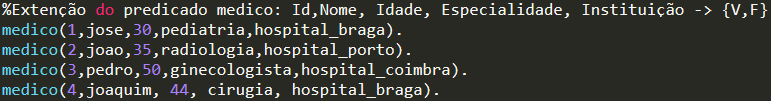 %Extenção do predicado medico: Id,Nome, Idade, Especialidade, Instituição -> {V,F}
medico(1,jose,30,pediatria,hospital_braga).
medico(2,joao,35,radiologia,hospital_porto).
medico(3,pedro,50,ginecologista,hospital_coimbra).
medico(4,joaquim, 44, cirugia, hospital_braga).